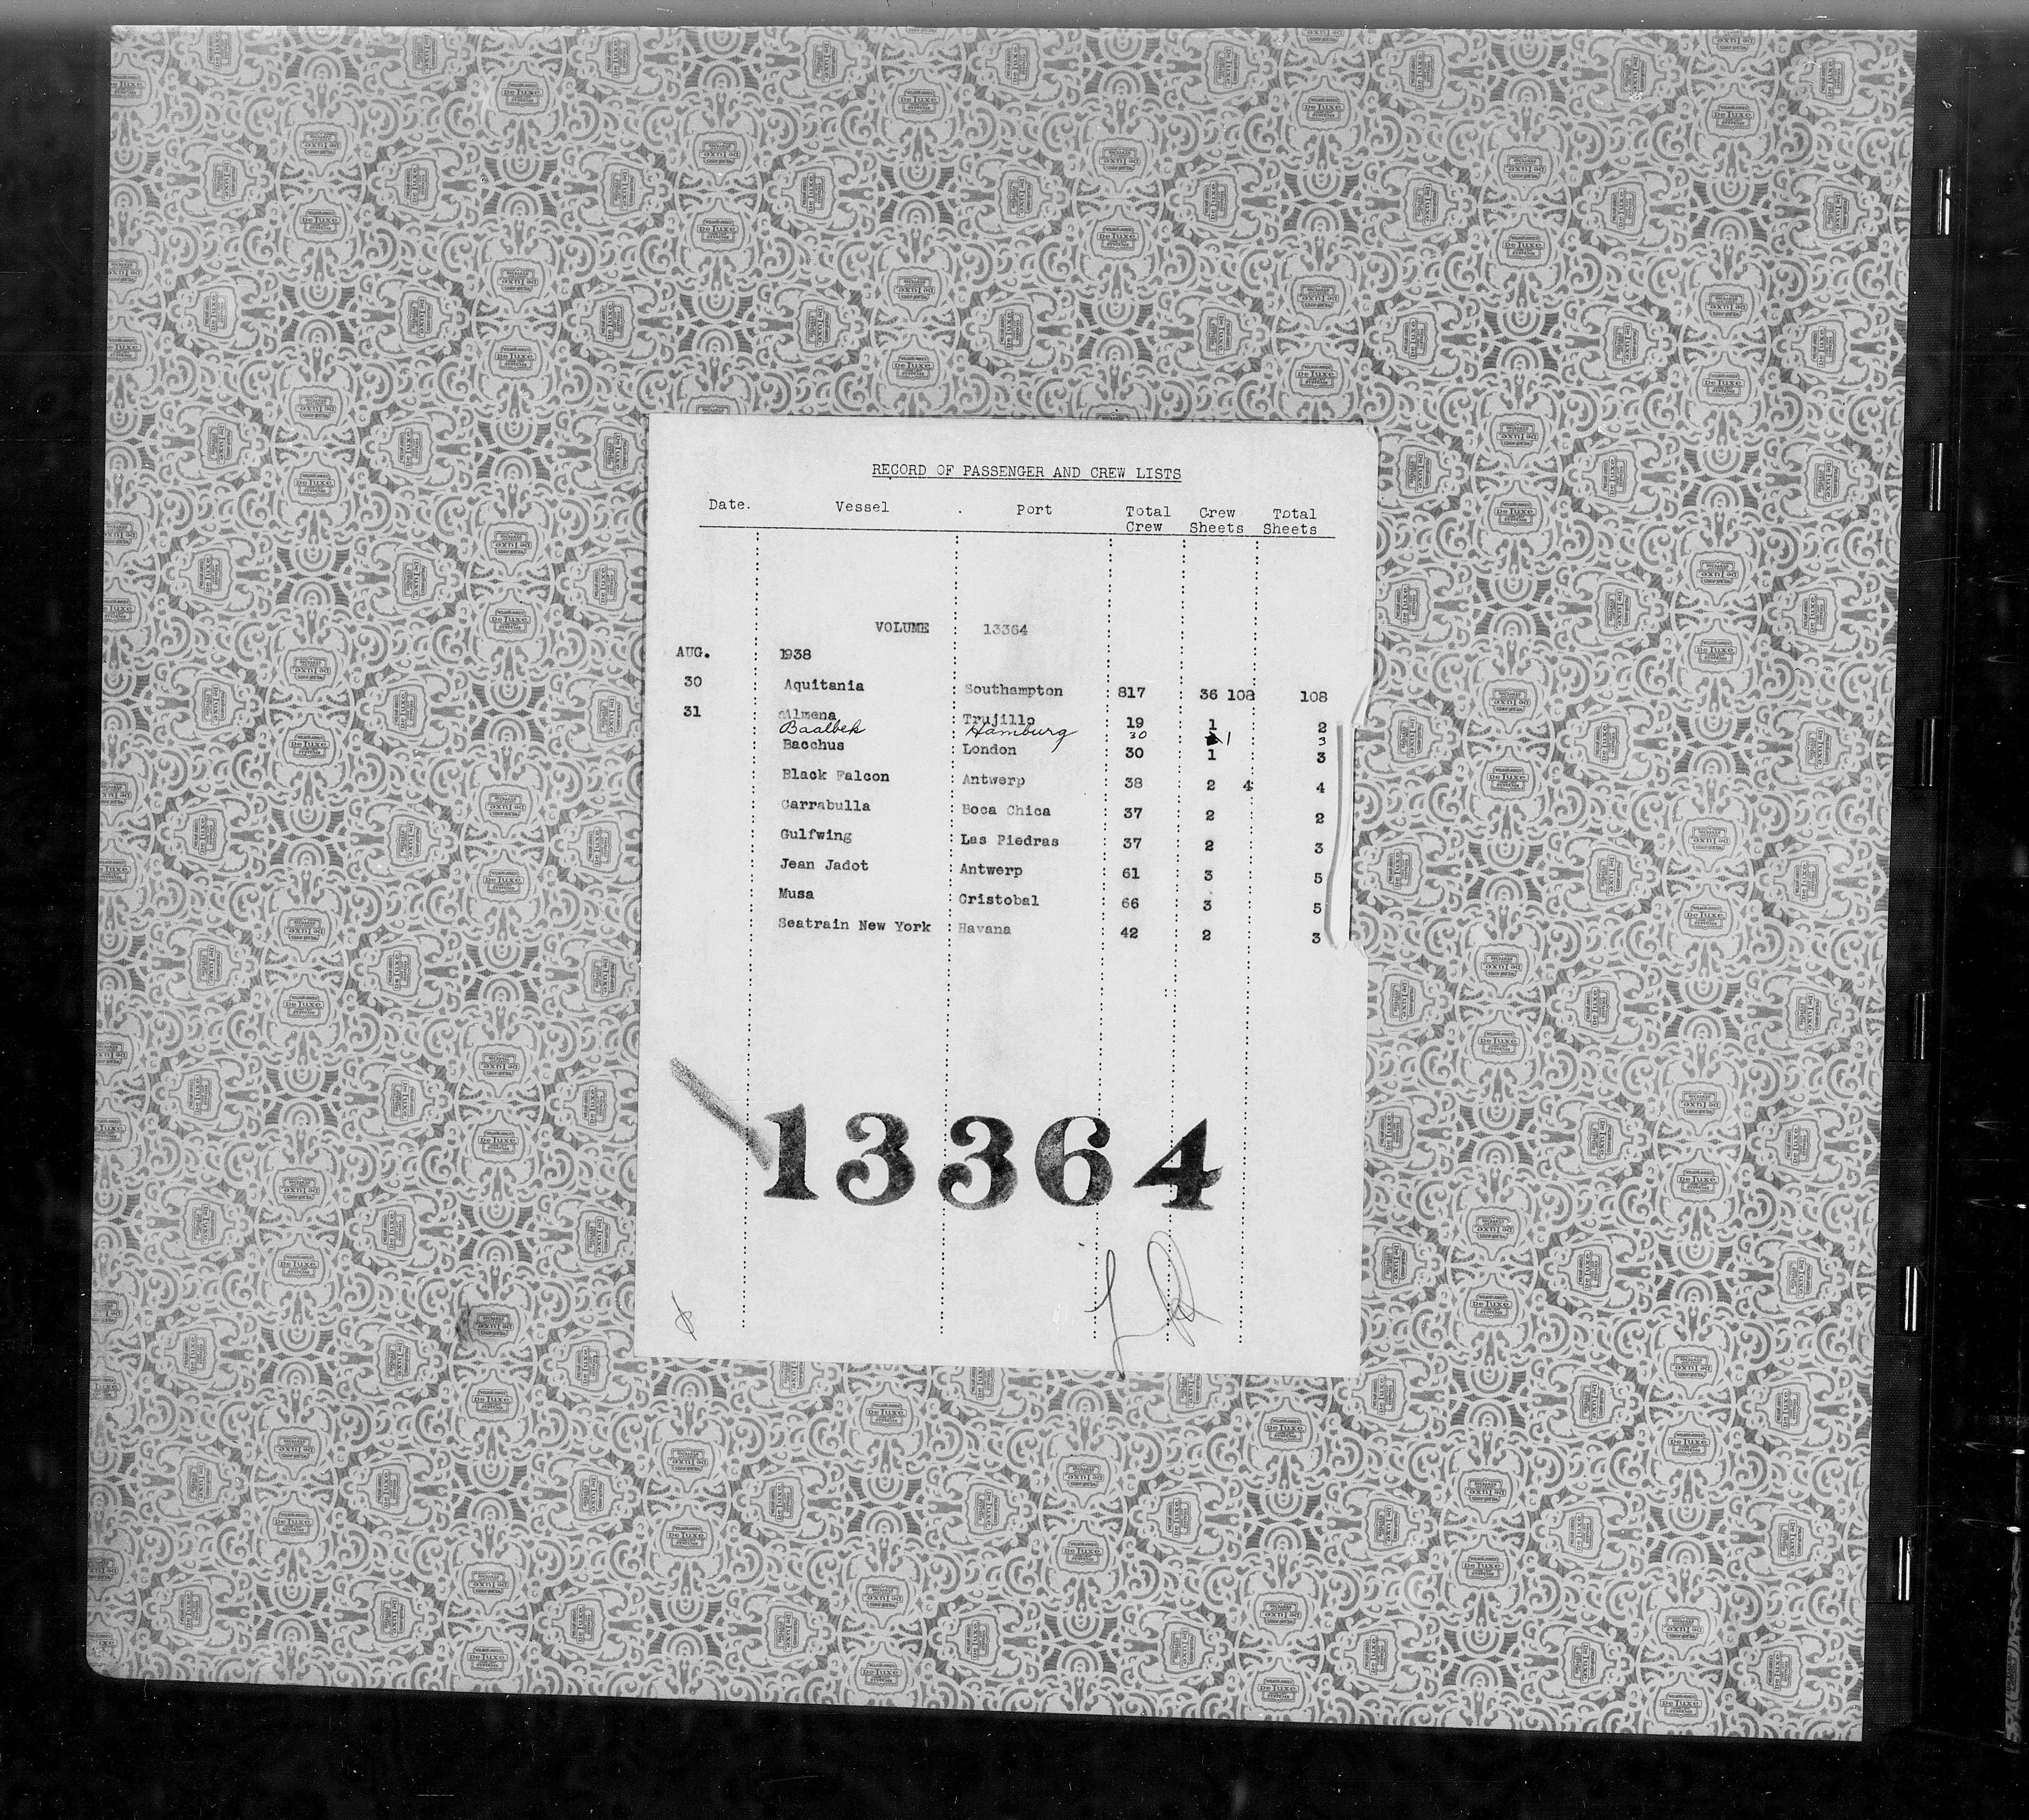 RECORD OF PASSENGER AND CREW LISTS
Date. Vessel . Port Total Crew Total
Crew Sheets Sheets
VOLUME 13364
AUG. 1938
30 Aquitania Southampton 817 36 108 108
31 Almena Trujillo 19 1 2
Baalbek Hamburg 30 1 3
Bacchus London 30 1 3
Black Falcon Antwerp 38 2 4 4
Carrabulla Boca Chica 37 2 2
Gulfwing Las Piedras 37 2 3
Jean Jadot Antwerp 61 3 5
Musa Cristobal 66 3 5
Seatrain New York Havana 42 2 3
13364